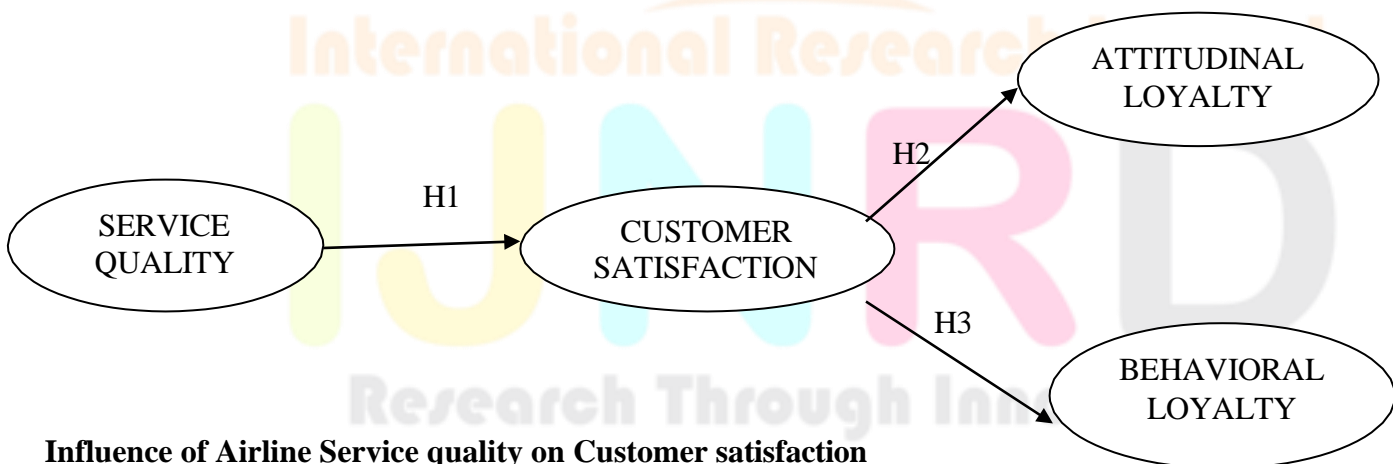 International Research
ATTITUDINAL
LOYALTY
IJNRD
H2
H1
SERVICE
QUALITY
CUSTOMER
SATISFACTION
H3
BEHAVIORAL
LOYALTY
Research Through
Influence of Airline Service quality on Customer satisfaction